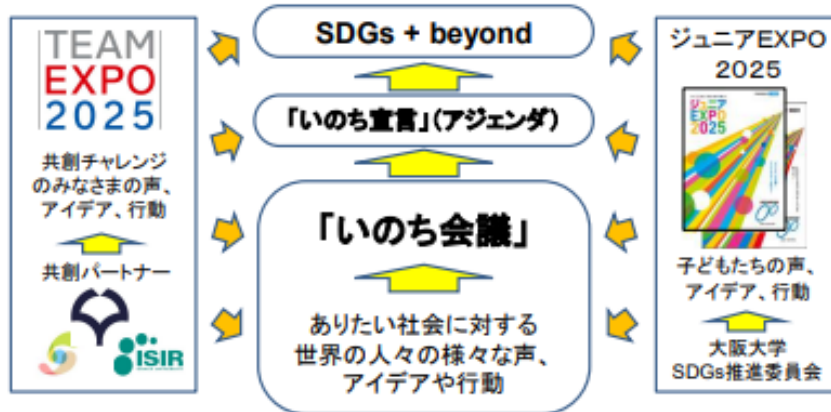 TEAM
EXPO
2025
共創チャレンジ
のみなさまの声、
アイデア、行動
共創パートナー
ISIR
SDGs + beyond
「いのち宣言」(アジェンダ)
「いのち会議」
ありたい社会に対する
世界の人々の様々な声、
アイデアや行動
ジュニアEXPO
2025
ジュニア
EXPO
2025
子どもたちの声、
アイデア、行動
大阪大学
SDGs推進委員会